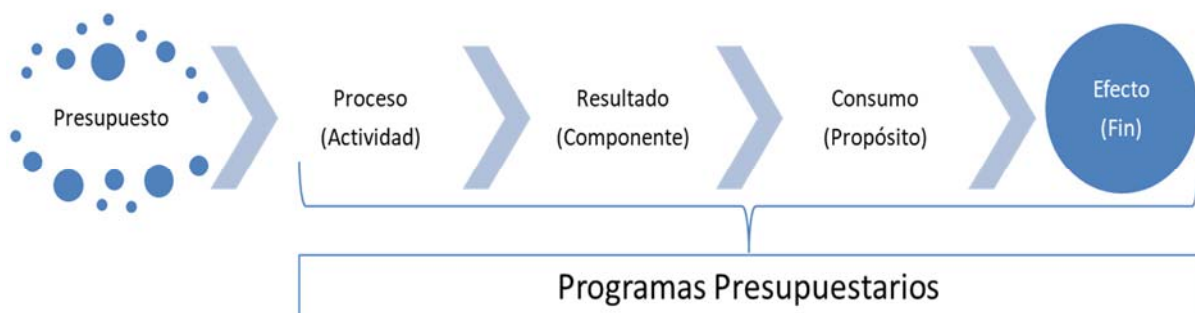 Presupuesto
Proceso
(Actividad)
Resultado
(Componente)
Consumo
(Propósito)
Efecto
(Fin)
Programas Presupuestarios